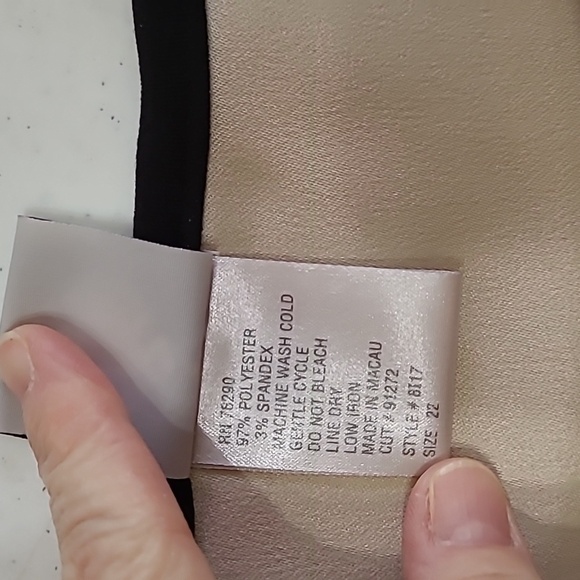 RN 76290
97% POLYESTER
3% SPANDEX
MACHINE WASH COLD
GENTLE CYCLE
DO NOT BLEACH
LINE DRY
LOW IRON
MADE IN MACAU
CUT # 91272
STYLE # 8117
SIZE 22